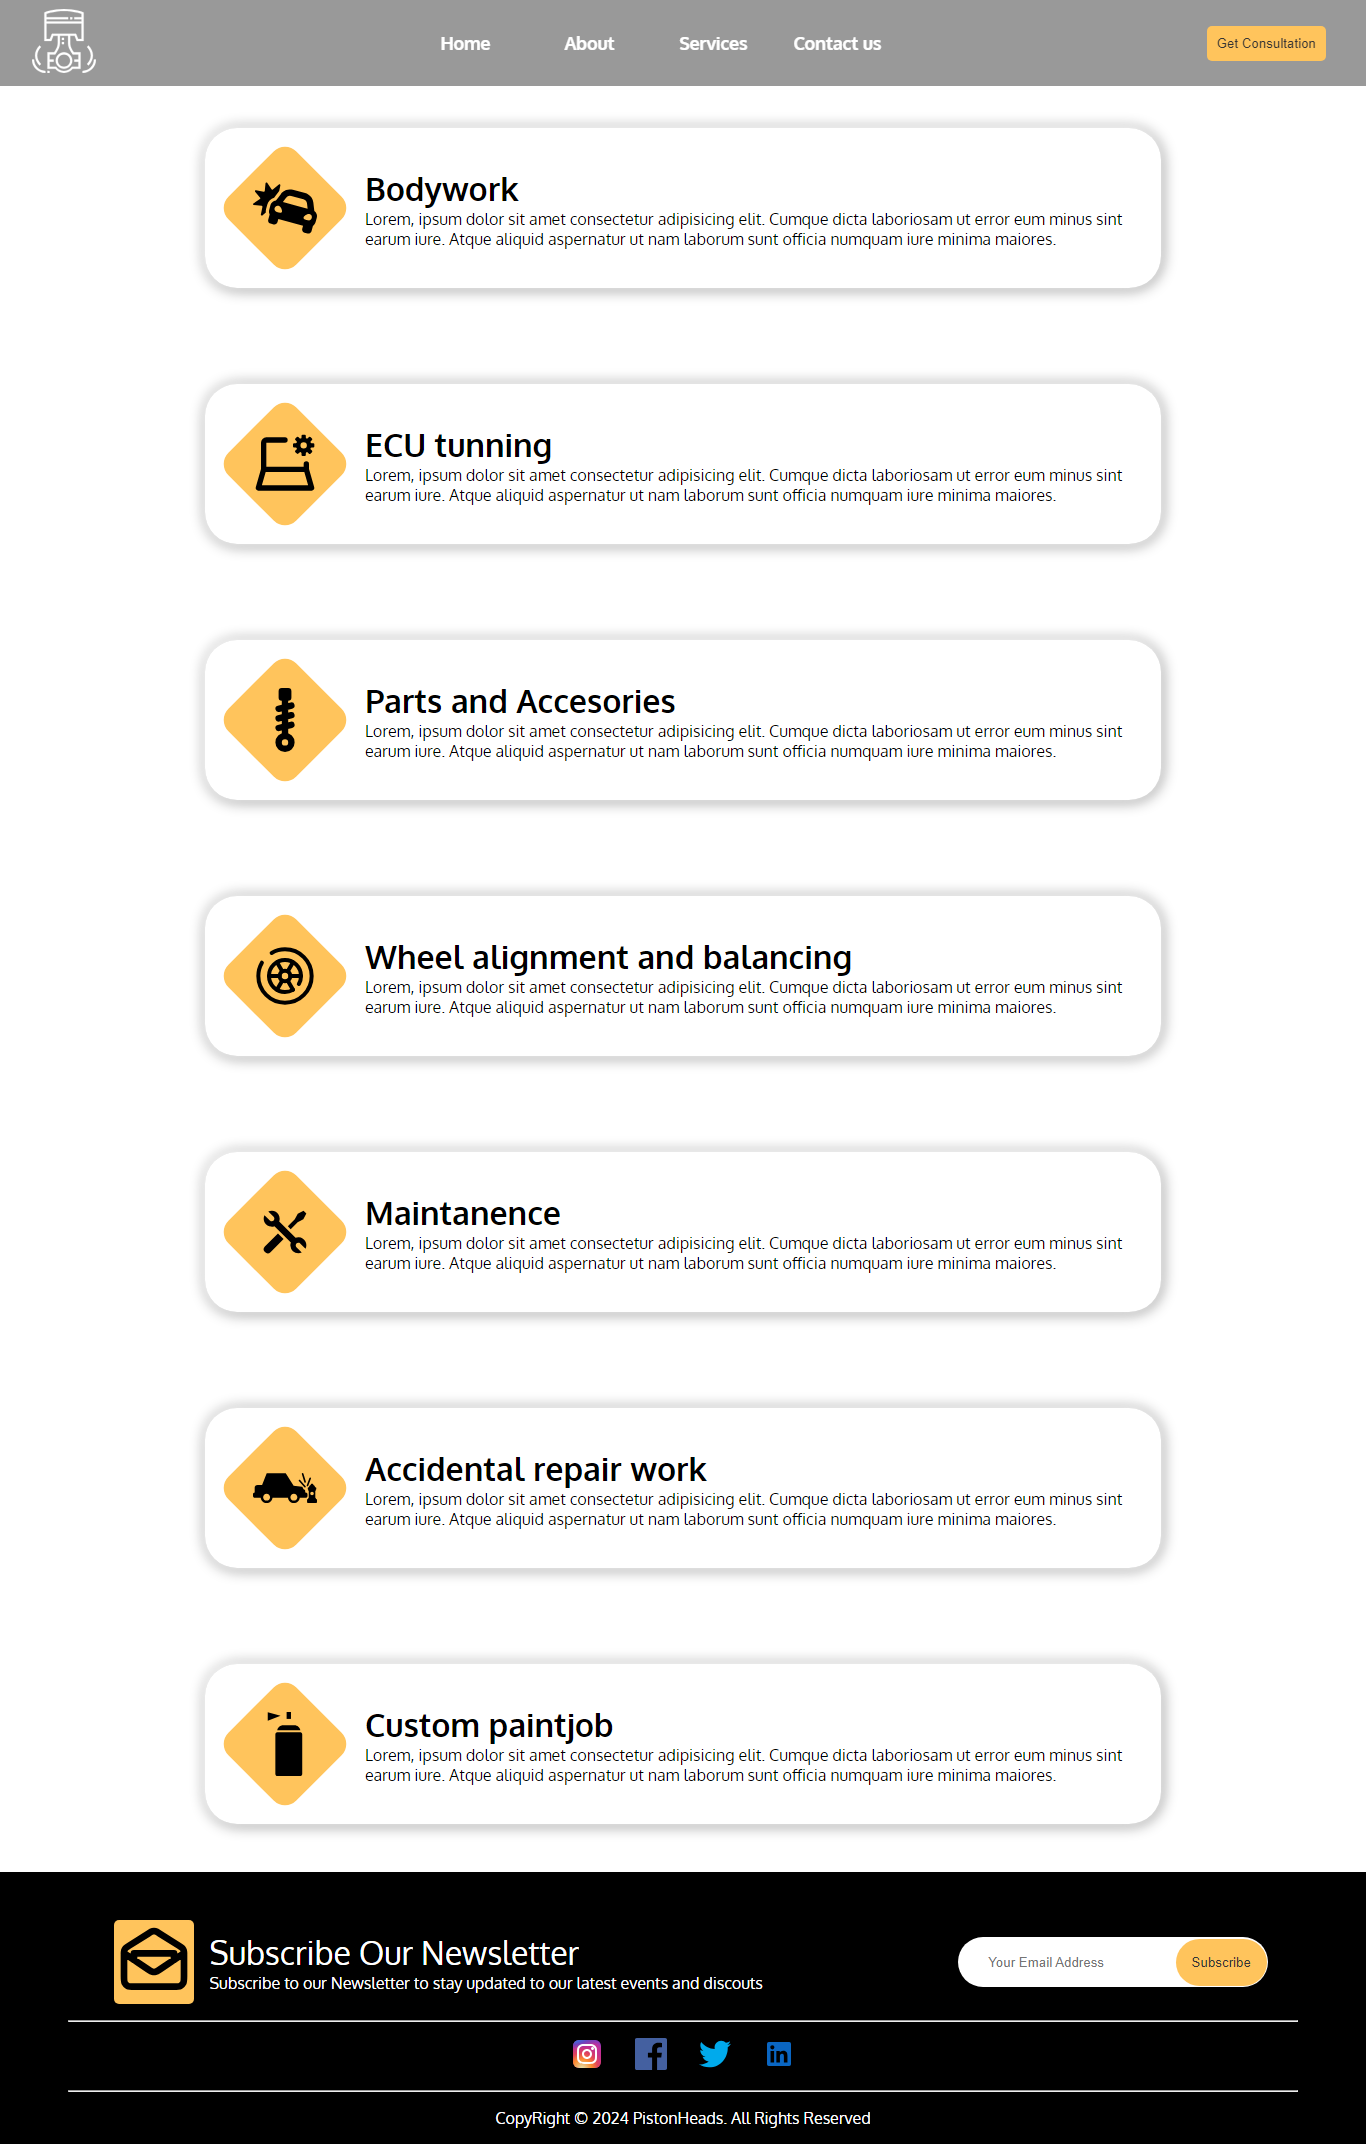 Home About Services Contact us Get Consultation
Bodywork
Lorem, ipsum dolor sit amet consectetur adipisicing elit. Cumque dicta laboriosam ut error eum minus sint
earum iure. Atque aliquid aspernatur ut nam laborum sunt officia numquam iure minima maiores.
ECU tunning
Lorem, ipsum dolor sit amet consectetur adipisicing elit. Cumque dicta laboriosam ut error eum minus sint
earum iure. Atque aliquid aspernatur ut nam laborum sunt officia numquam iure minima maiores.
Parts and Accesories
Lorem, ipsum dolor sit amet consectetur adipisicing elit. Cumque dicta laboriosam ut error eum minus sint
earum iure. Atque aliquid aspernatur ut nam laborum sunt officia numquam iure minima maiores.
Wheel alignment and balancing
Lorem, ipsum dolor sit amet consectetur adipisicing elit. Cumque dicta laboriosam ut error eum minus sint
earum iure. Atque aliquid aspernatur ut nam laborum sunt officia numquam iure minima maiores.
Maintanence
Lorem, ipsum dolor sit amet consectetur adipisicing elit. Cumque dicta laboriosam ut error eum minus sint
earum iure. Atque aliquid aspernatur ut nam laborum sunt officia numquam iure minima maiores.
Accidental repair work
Lorem, ipsum dolor sit amet consectetur adipisicing elit. Cumque dicta laboriosam ut error eum minus sint
earum iure. Atque aliquid aspernatur ut nam laborum sunt officia numquam iure minima maiores.
Custom paintjob
Lorem, ipsum dolor sit amet consectetur adipisicing elit. Cumque dicta laboriosam ut error eum minus sint
earum iure. Atque aliquid aspernatur ut nam laborum sunt officia numquam iure minima maiores.
Subscribe Our Newsletter
Subscribe to our Newsletter to stay updated to our latest events and discouts
Your Email Address Subscribe
CopyRight © 2024 PistonHeads. All Rights Reserved